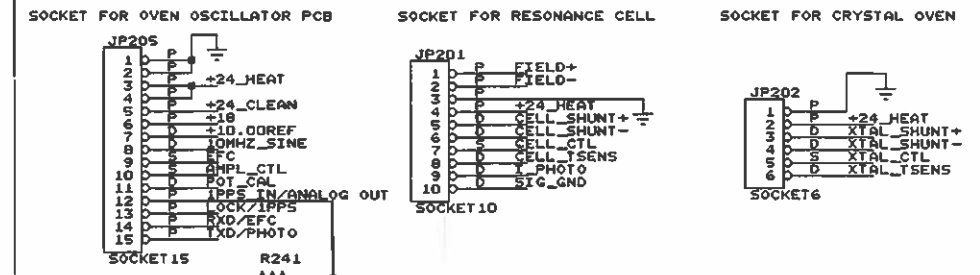 SOCKET FOR OVEN OSCILLATOR PCB
JP205
1 P
2 P
3 P +24_HEAT
4 P
5 P +24_CLEAN
6 P +18
7 D +10.00REF
8 D 10MHZ_SINE
9 S EFC
10 S AMPL_CTL
11 D POT_CAL
12 P 1PPS IN/ANALOG OUT
13 P LOCK/1PPS
14 P RXD/EFC
15 P TXD/PHOTO
SOCKET15
R241
SOCKET FOR RESONANCE CELL
JP201
1 P FIELD+
2 P FIELD-
3 P
4 P +24_HEAT
5 D CELL_SHUNT+
6 D CELL_SHUNT-
7 S CELL_CTL
8 D CELL_TSENS
9 D I_PHOTO
10 D SIG_GND
SOCKET10
SOCKET FOR CRYSTAL OVEN
JP202
1 P
2 P +24_HEAT
3 D XTAL_SHUNT+
4 D XTAL_SHUNT-
5 S XTAL_CTL
6 D XTAL_TSENS
SOCKET6